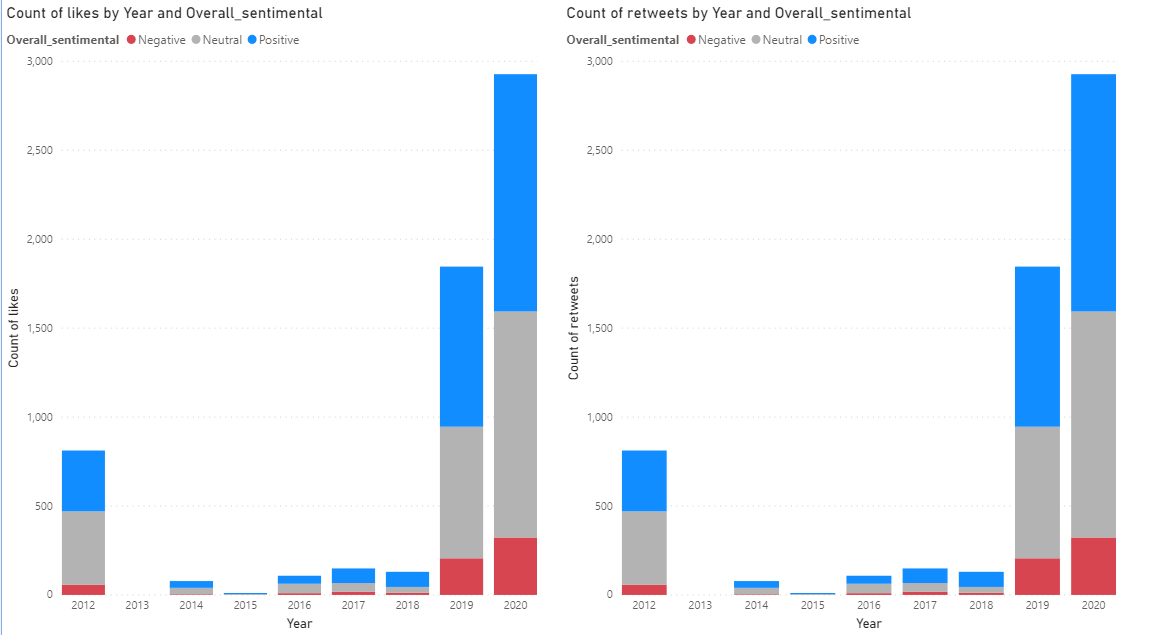 Count of likes by Year and Overall_sentimental
Overall_sentimental Negative Neutral Positive
3,000
2,500
2,000
1,500
1,000
500
0
Count of likes
2012 2013 2014 2015 2016 2017 2018 2019 2020
Year
Count of retweets by Year and Overall_sentimental
Overall_sentimental Negative Neutral Positive
3,000
2,500
2,000
1,500
1,000
500
0
Count of retweets
2012 2013 2014 2015 2016 2017 2018 2019 2020
Year